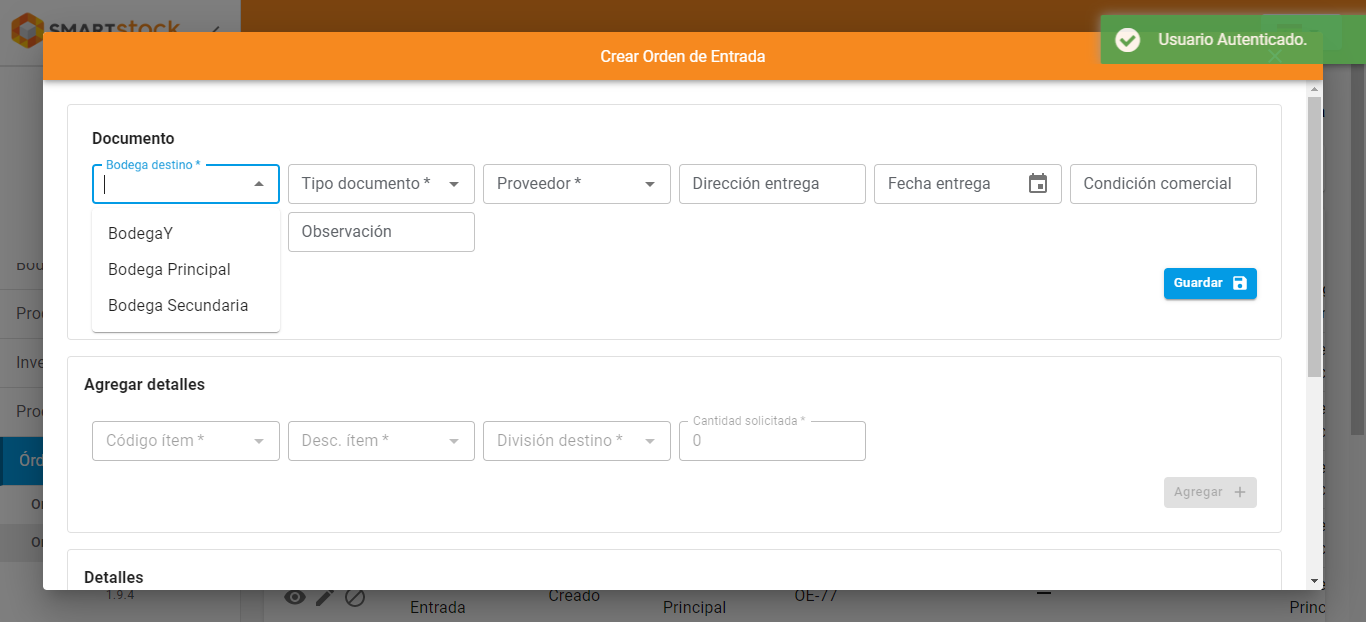 SMARTstock
Usuario Autenticado.
Crear Orden de Entrada
Documento
Bodega destino *
Tipo documento *
Proveedor *
Dirección entrega
Fecha entrega
Condición comercial
BodegaY
Bodega Principal
Bodega Secundaria
Observación
Guardar
Agregar detalles
Código ítem *
Desc. ítem *
División destino *
Cantidad solicitada *
0
Agregar
Detalles
1.9.4
Entrada
Creado
Principal
OE-77